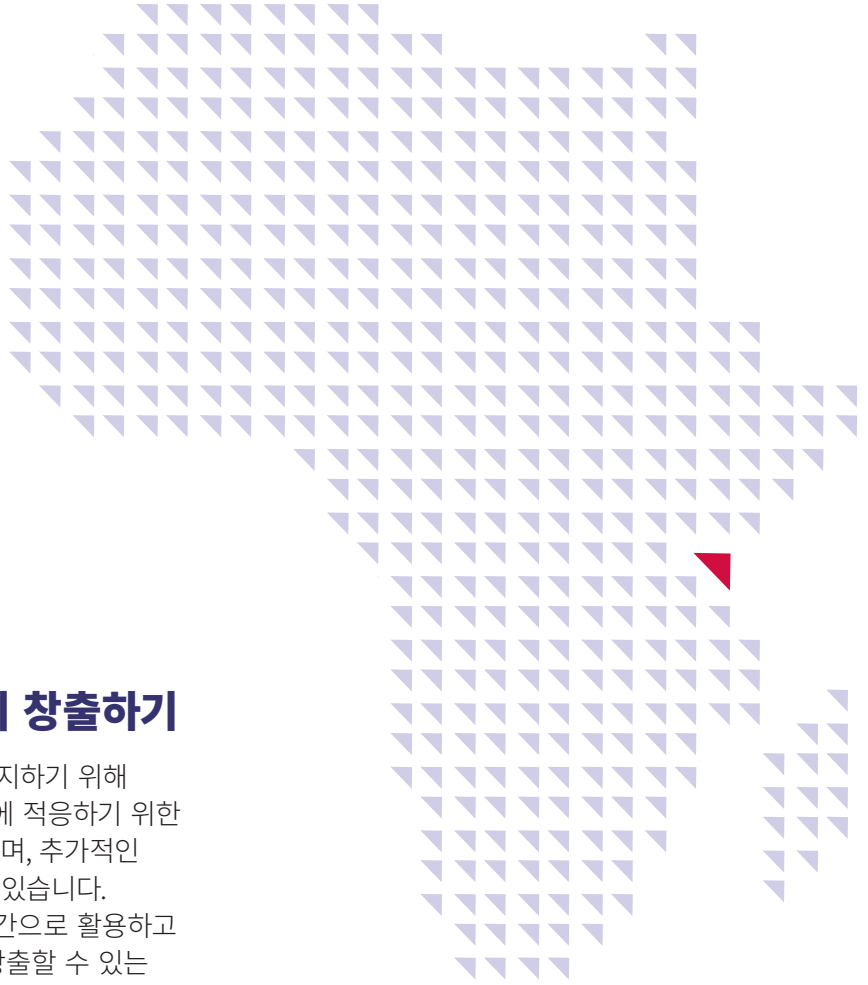 창출하기
지하기 위해
에 적응하기 위한
며, 추가적인
있습니다.
간으로 활용하고
창출할 수 있는